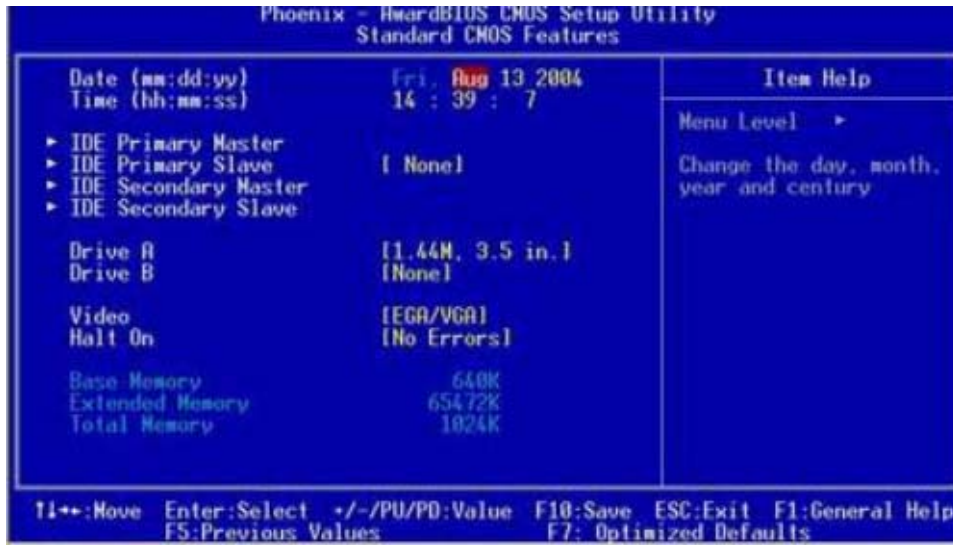 Phoenix - AwardBIOS CMOS Setup Utility
Standard CMOS Features
Date (mm:dd:yy) Fri, Aug 13 2004
Time (hh:mm:ss) 14 : 39 : 7
► IDE Primary Master
► IDE Primary Slave [ None]
► IDE Secondary Master
► IDE Secondary Slave
Drive A [1.44M, 3.5 in.]
Drive B [None]
Video [EGA/VGA]
Halt On [No Errors]
Base Memory 640K
Extended Memory 65472K
Total Memory 1024K
Item Help
Menu Level ►
Change the day, month,
year and century
↑↓→←:Move Enter:Select +/-/PU/PD:Value F10:Save ESC:Exit F1:General Help
F5:Previous Values F7: Optimized Defaults